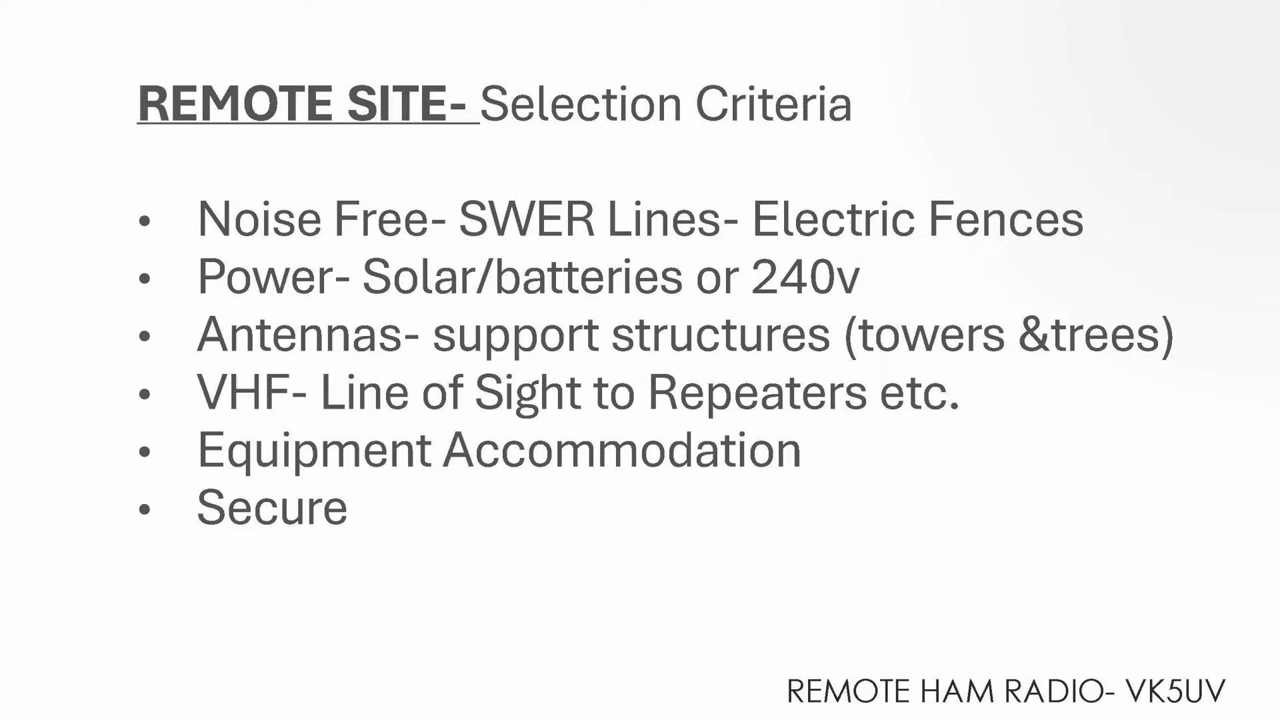 REMOTE SITE- Selection Criteria
• Noise Free- SWER Lines- Electric Fences
• Power- Solar/batteries or 240v
• Antennas- support structures (towers &trees)
• VHF- Line of Sight to Repeaters etc.
• Equipment Accommodation
• Secure
REMOTE HAM RADIO- VK5UV